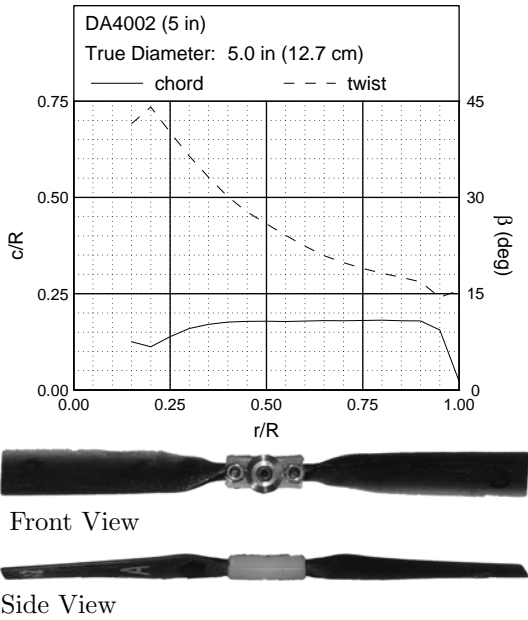 DA4002 (5 in)
True Diameter: 5.0 in (12.7 cm)
chord
twist
0.75
0.50
0.25
0.00
c/R
45
30
15
0
β (deg)
0.00 0.25 0.50 0.75 1.00
r/R
Front View
A
Side View